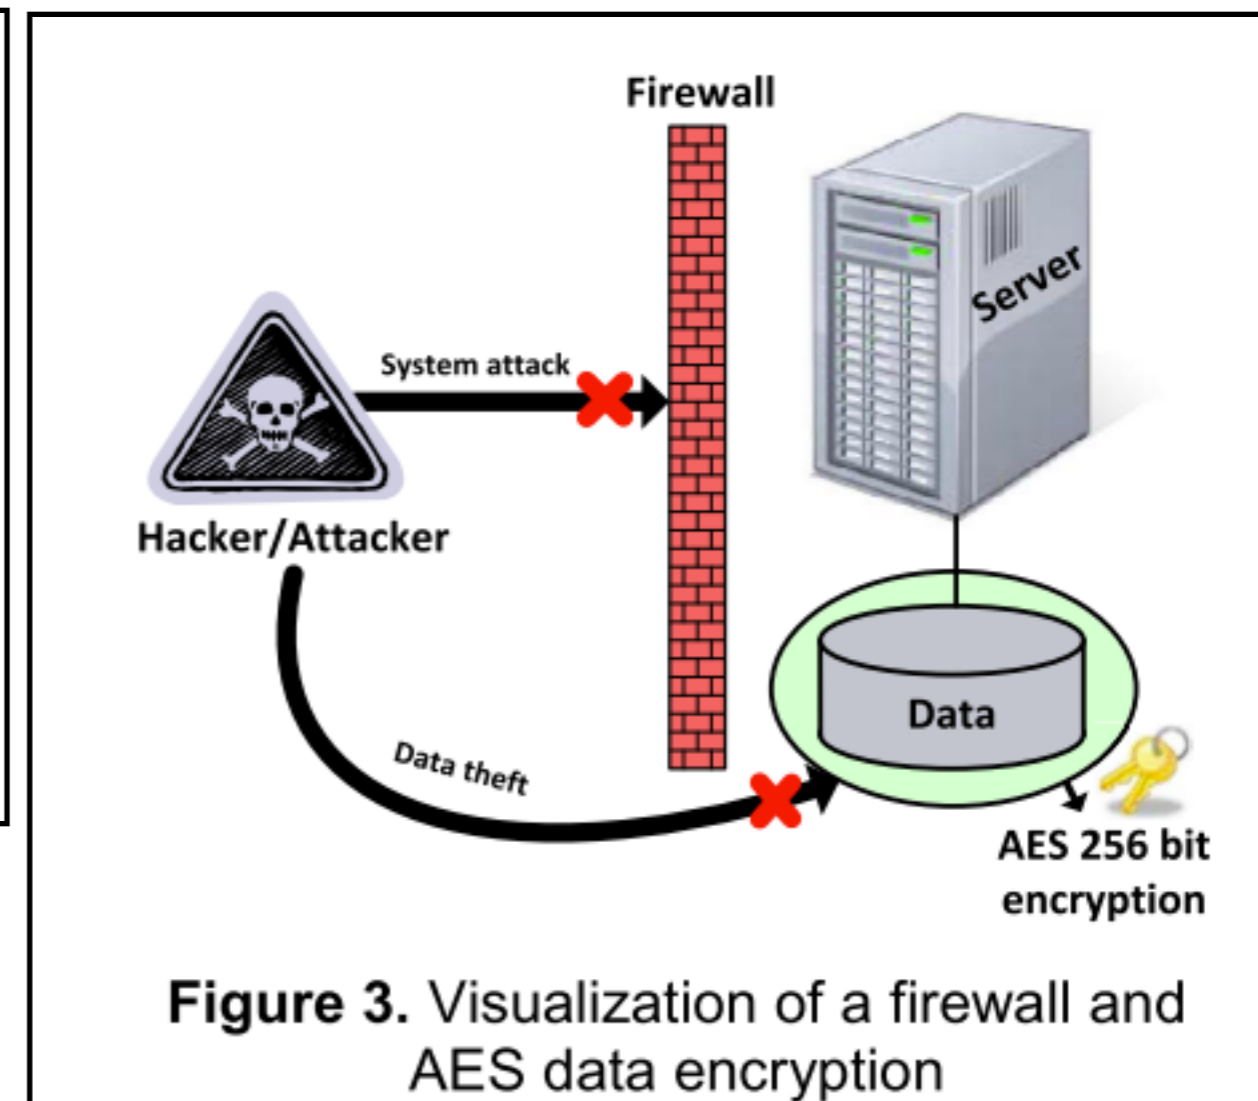 Firewall
Server
System attack
Hacker/Attacker
Data
Data theft
AES 256 bit
encryption
Figure 3. Visualization of a firewall and
AES data encryption